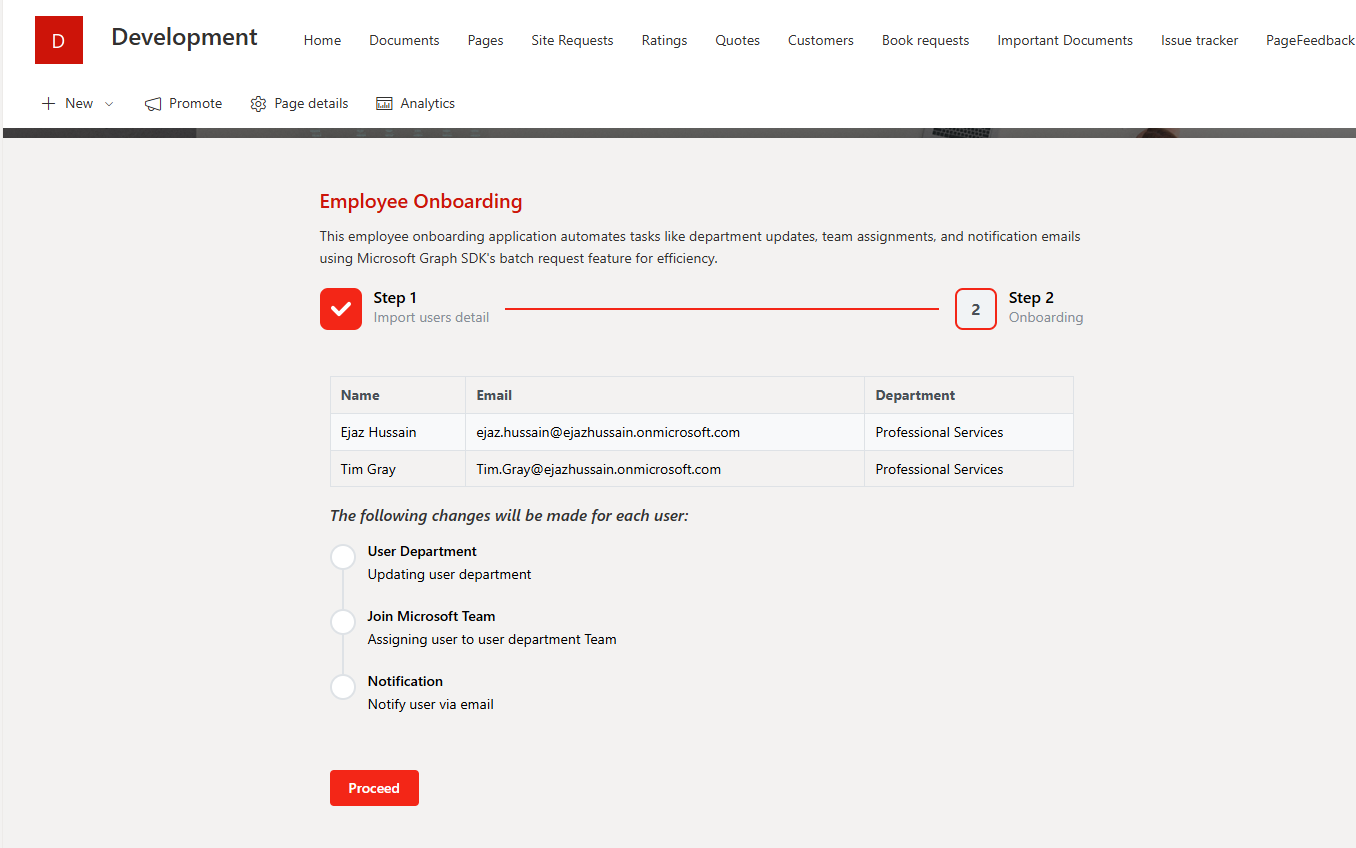 D
Development
Home Documents Pages Site Requests Ratings Quotes Customers Book requests Important Documents Issue tracker PageFeedback
New Promote Page details Analytics
Employee Onboarding
This employee onboarding application automates tasks like department updates, team assignments, and notification emails
using Microsoft Graph SDK's batch request feature for efficiency.
Step 1
Import users detail
2
Step 2
Onboarding
Name Email Department
Ejaz Hussain ejaz.hussain@ejazhussain.onmicrosoft.com Professional Services
Tim Gray Tim.Gray@ejazhussain.onmicrosoft.com Professional Services
The following changes will be made for each user:
User Department
Updating user department
Join Microsoft Team
Assigning user to user department Team
Notification
Notify user via email
Proceed